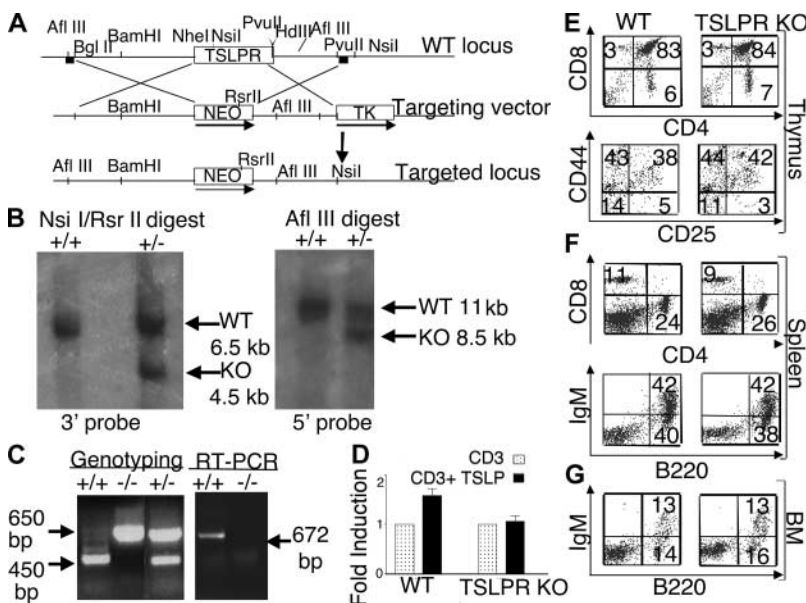 A
Afl III
Bgl II
BamHI
NheI
NsiI
PvuII
HdIII
Afl III
PvuII
NsiI
TSLPR
WT locus
BamHI
RsrII
NEO
Afl III
TK
Targeting vector
Afl III
BamHI
RsrII
NEO
Afl III
NsiI
Targeted locus
B
Nsi I/Rsr II digest
+/+ +/-
WT
6.5 kb
KO
4.5 kb
3' probe
Afl III digest
+/+ +/-
WT 11 kb
KO 8.5 kb
5' probe
C
Genotyping
+/+ -/- +/-
650
bp
450
bp
RT-PCR
+/+ -/-
672
bp
D
CD3
CD3+ TSLP
Fold Induction
2
1
0
WT TSLPR KO
E
WT TSLPR KO
CD8
3 83
6
3 84
7
CD4
CD44
43 38
14 5
44 42
11 3
CD25
Thymus
F
CD8
11
24
9
26
CD4
IgM
42
40
42
38
B220
Spleen
G
IgM
13
14
13
16
B220
BM